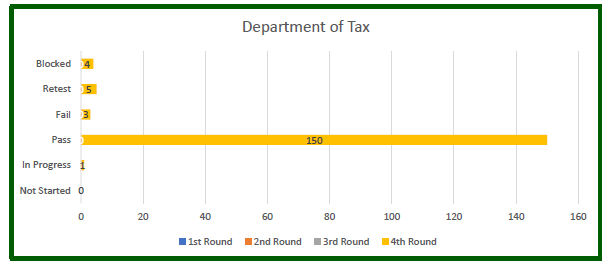 Department of Tax
Blocked 4
Retest 5
Fail 3
Pass 150
In Progress 1
Not Started 0
0 20 40 60 80 100 120 140 160
1st Round 2nd Round 3rd Round 4th Round